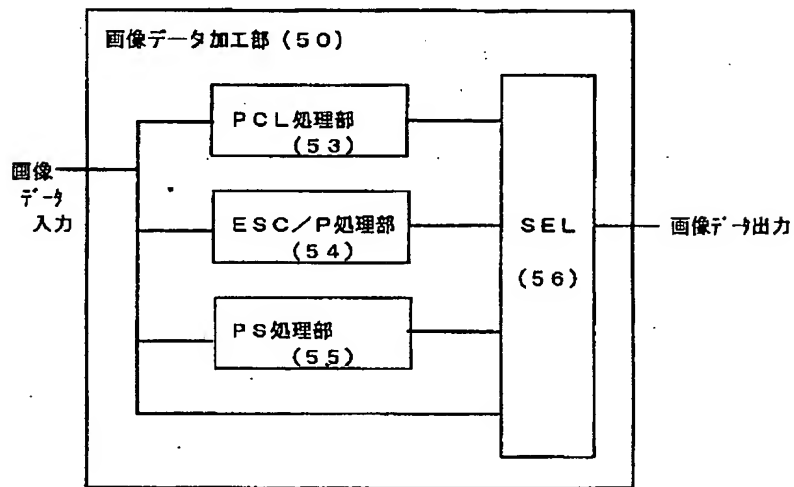 画像データ加工部（５０）
ＰＣＬ処理部
（５３）
画像
データ
入力
ＥＳＣ／Ｐ処理部
（５４）
ＳＥＬ
（５６）
画像データ出力
ＰＳ処理部
（５５）